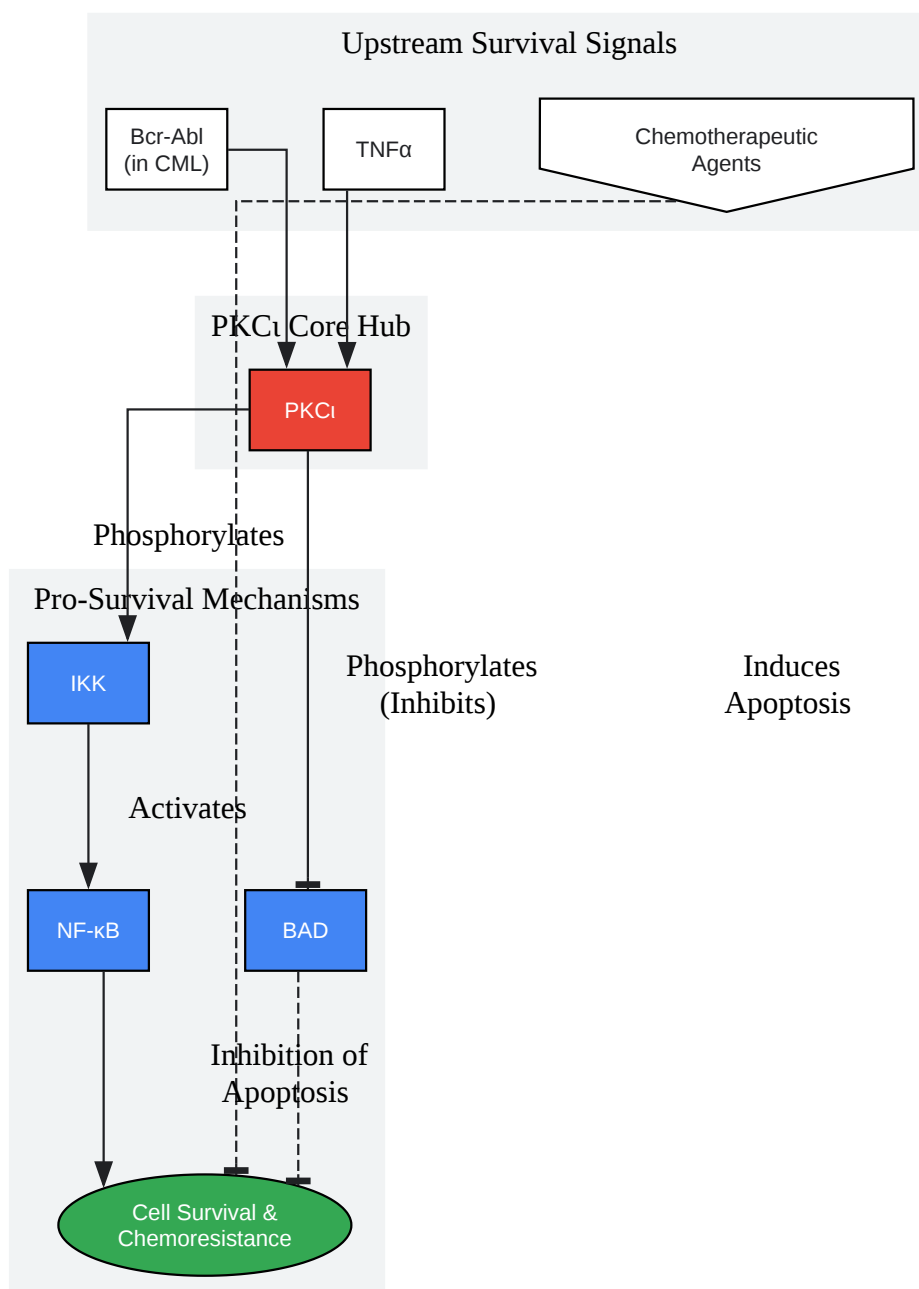 Upstream Survival Signals
Bcr-Abl
(in CML)
TNFα
Chemotherapeutic
Agents
PKCι Core Hub
PKCι
Phosphorylates
Pro-Survival Mechanisms
IKK
Phosphorylates
(Inhibits)
Induces
Apoptosis
Activates
NF-κB
BAD
Inhibition of
Apoptosis
Cell Survival &
Chemoresistance